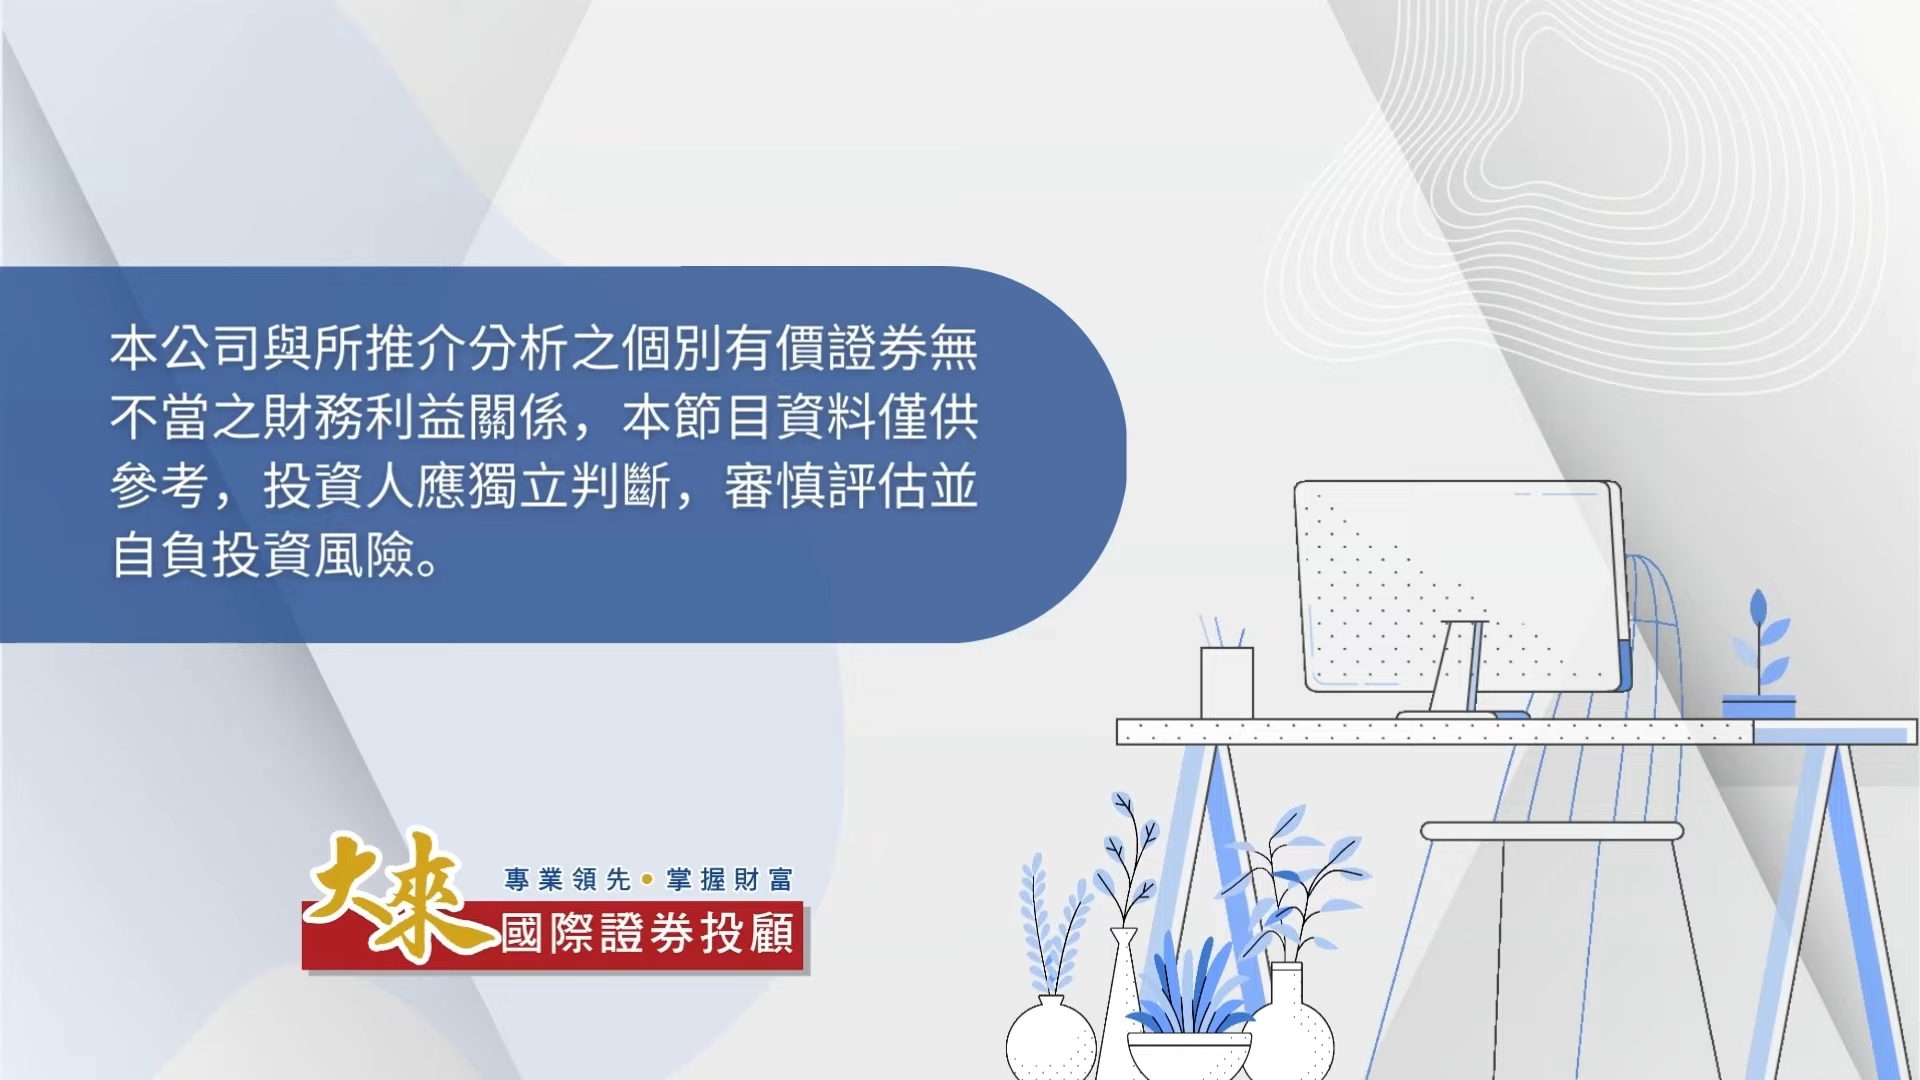 本公司與所推介分析之個別有價證券無
不當之財務利益關係，本節目資料僅供
參考，投資人應獨立判斷，審慎評估並
自負投資風險。
大來
專業領先•掌握財富
國際證券投顧